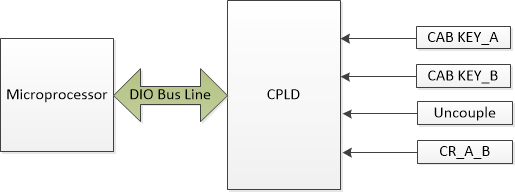 Microprocessor
DIO Bus Line
CPLD
CAB KEY_A
CAB KEY_B
Uncouple
CR_A_B